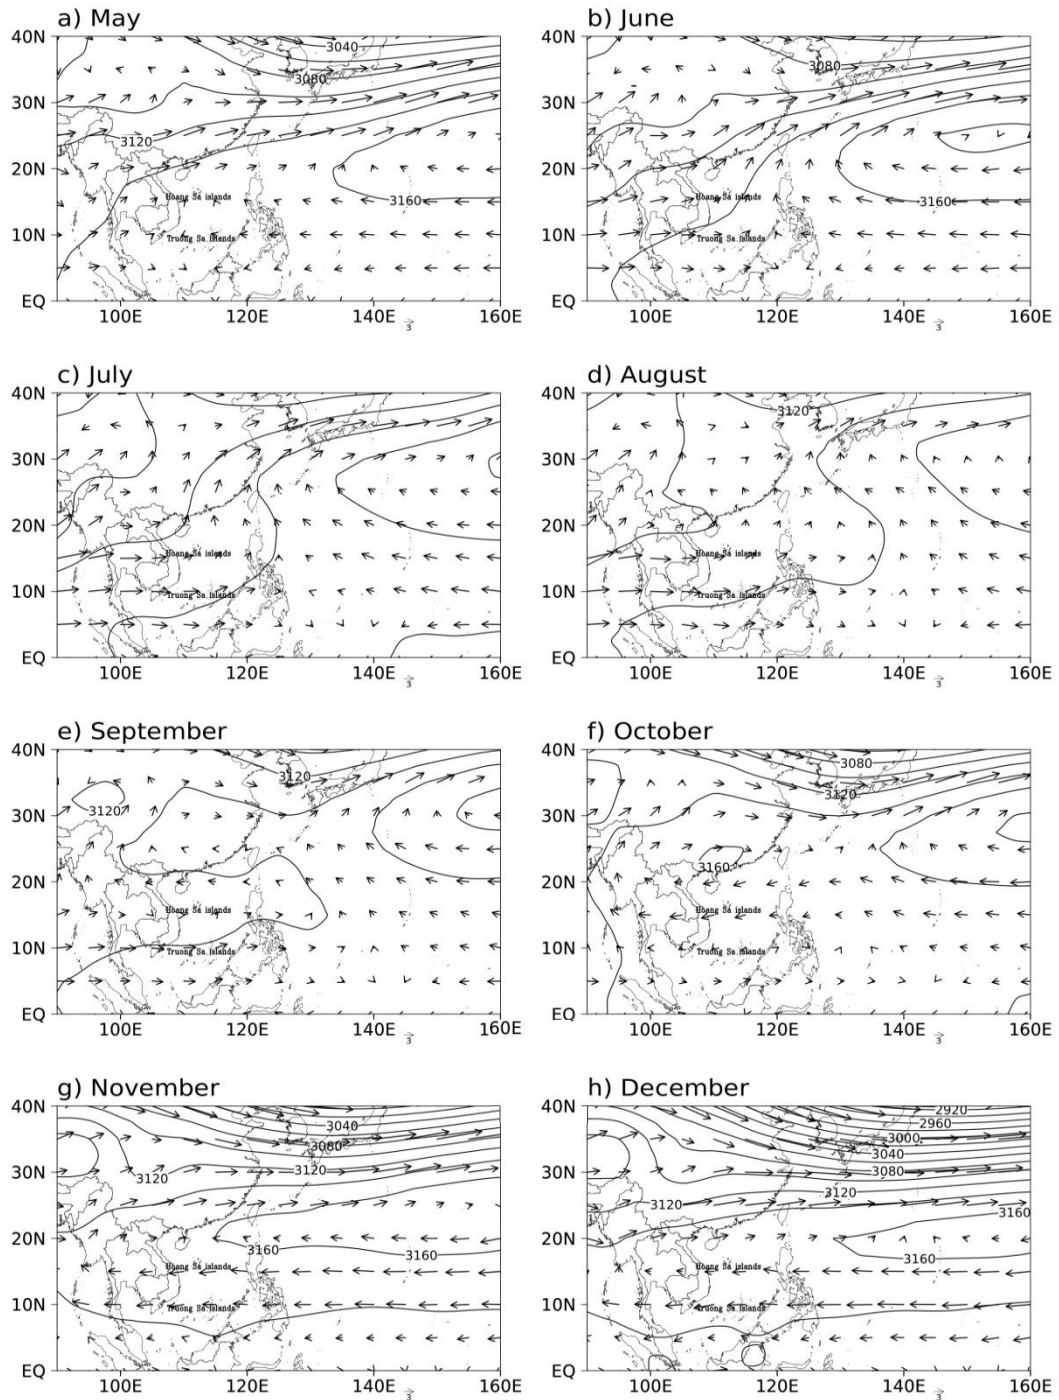 a) May
b) June
40N
30N
20N
10N
EQ
3040
3080
3120
3160
Hoang Sa islands
Truong Sa islands
100E 120E 140E 160E
3
40N
30N
20N
10N
EQ
3080
3160
Hoang Sa islands
Truong Sa islands
100E 120E 140E 160E
3
c) July
d) August
40N
30N
20N
10N
EQ
Hoang Sa islands
Truong Sa islands
100E 120E 140E 160E
3
40N
30N
20N
10N
EQ
3120
Hoang Sa islands
Truong Sa islands
100E 120E 140E 160E
3
e) September
f) October
40N
30N
20N
10N
EQ
3120
3120
Hoang Sa islands
Truong Sa islands
100E 120E 140E 160E
3
40N
30N
20N
10N
EQ
3080
3120
3160
Hoang Sa islands
Truong Sa islands
100E 120E 140E 160E
3
g) November
h) December
40N
30N
20N
10N
EQ
3040
3080
3120
3120
3160 3160
Hoang Sa islands
Truong Sa islands
100E 120E 140E 160E
3
40N
30N
20N
10N
EQ
2920
2960
3000
3040
3080
3120 3120
3160
3160
Hoang Sa islands
Truong Sa islands
100E 120E 140E 160E
3